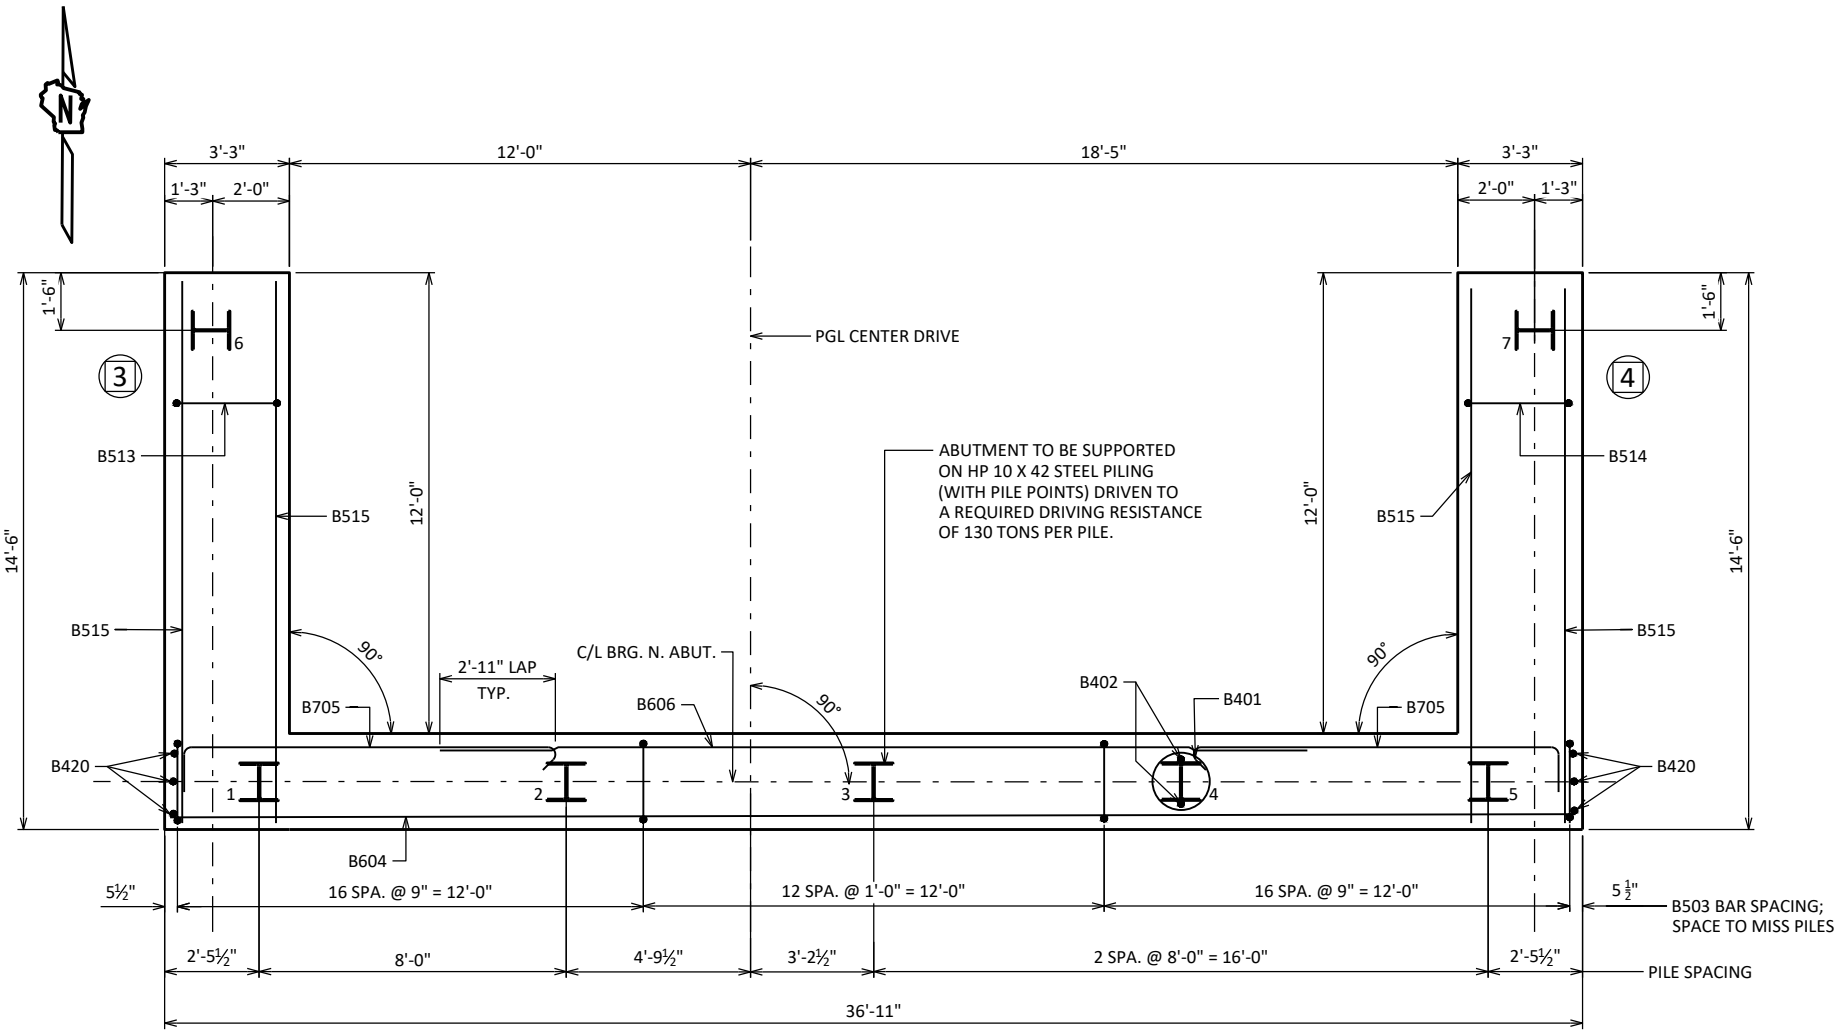 N
3'-3"
12'-0"
18'-5"
3'-3"
1'-3"
2'-0"
2'-0"
1'-3"
1'-6"
1'-6"
6
7
PGL CENTER DRIVE
3
4
B513
B514
ABUTMENT TO BE SUPPORTED
ON HP 10 X 42 STEEL PILING
(WITH PILE POINTS) DRIVEN TO
A REQUIRED DRIVING RESISTANCE
OF 130 TONS PER PILE.
14'-6"
12'-0"
12'-0"
14'-6"
B515
B515
B515
B515
90°
90°
90°
C/L BRG. N. ABUT.
2'-11" LAP
TYP.
B705
B606
B402
B401
B705
B420
B420
1
2
3
4
5
B604
5½"
16 SPA. @ 9" = 12'-0"
12 SPA. @ 1'-0" = 12'-0"
16 SPA. @ 9" = 12'-0"
5 ½"
B503 BAR SPACING;
SPACE TO MISS PILES
2'-5½"
8'-0"
4'-9½"
3'-2½"
2 SPA. @ 8'-0" = 16'-0"
2'-5½"
PILE SPACING
36'-11"